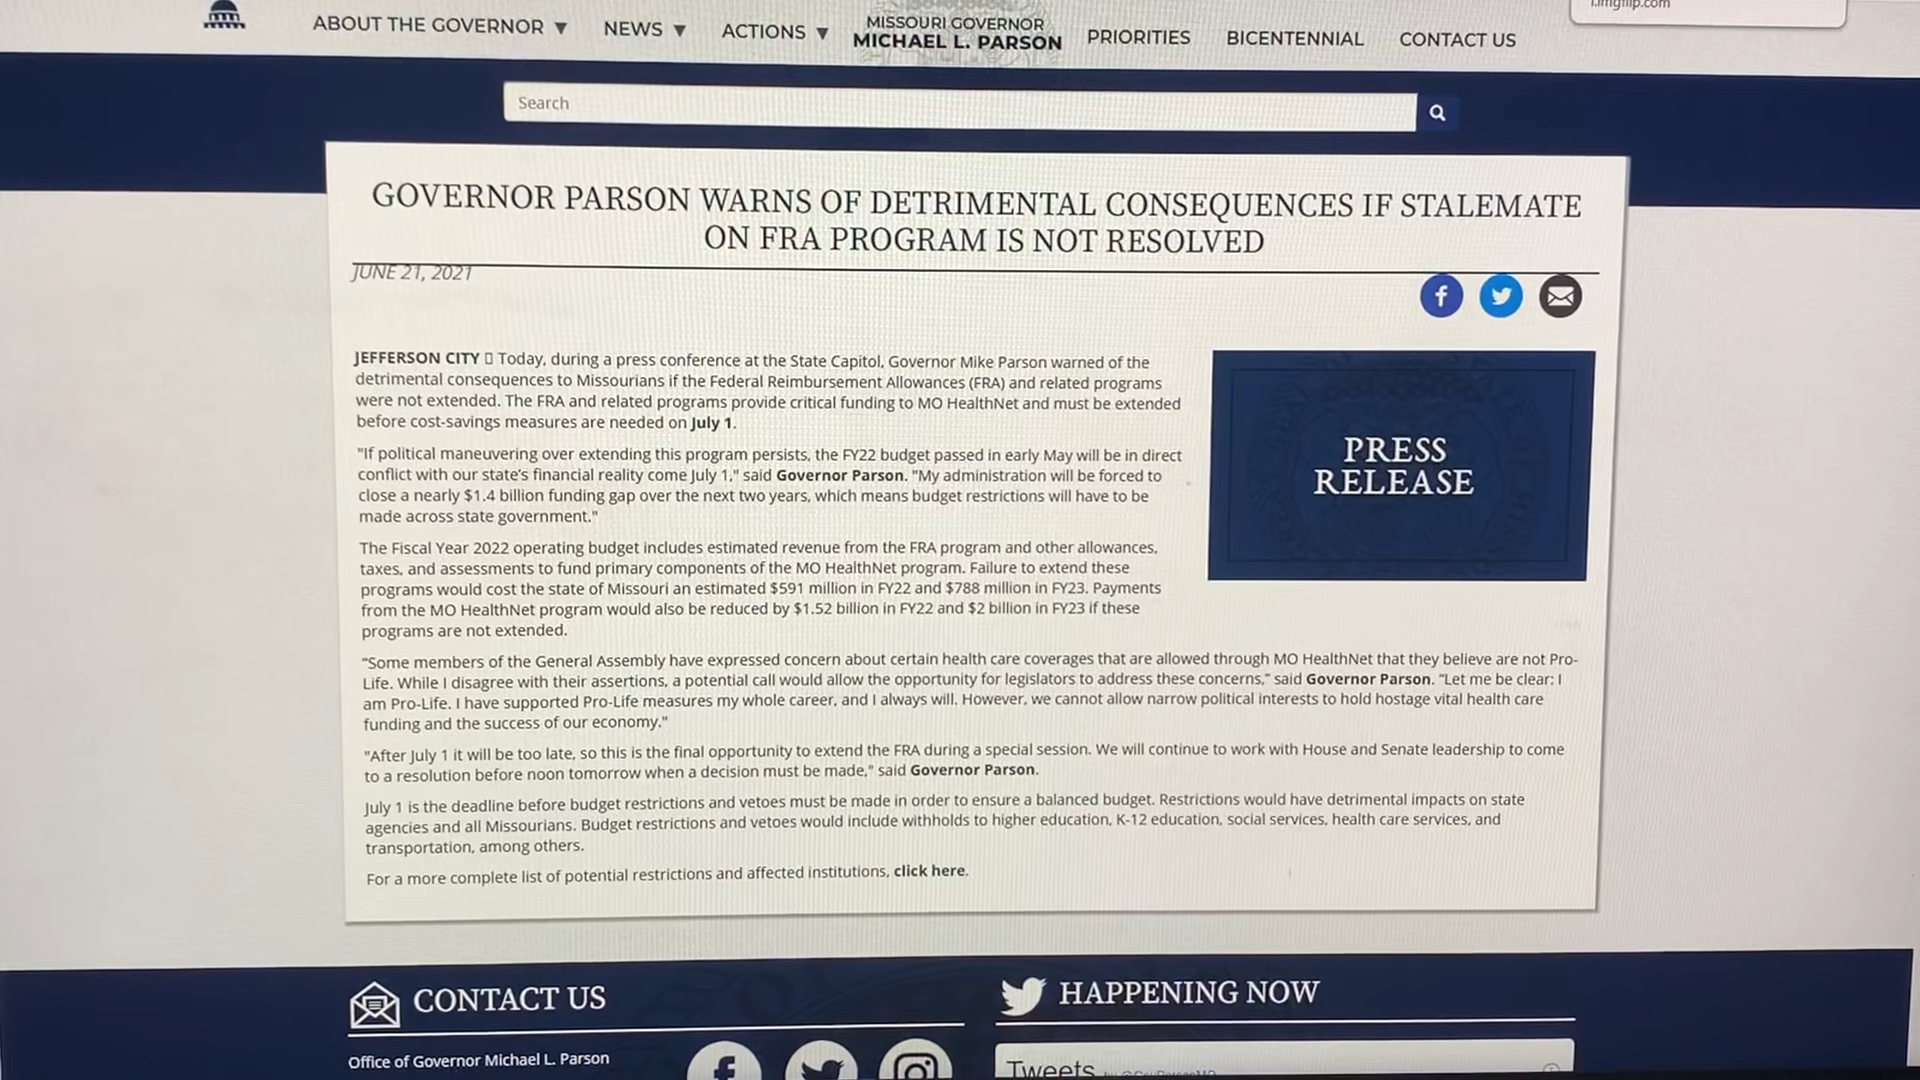 i.imgflip.com
ABOUT THE GOVERNOR ▼ NEWS ▼ ACTIONS ▼ MISSOURI GOVERNOR
MICHAEL L. PARSON PRIORITIES BICENTENNIAL CONTACT US
Search
GOVERNOR PARSON WARNS OF DETRIMENTAL CONSEQUENCES IF STALEMATE
ON FRA PROGRAM IS NOT RESOLVED
JUNE 21, 2021
JEFFERSON CITY ▯ Today, during a press conference at the State Capitol, Governor Mike Parson warned of the
detrimental consequences to Missourians if the Federal Reimbursement Allowances (FRA) and related programs
were not extended. The FRA and related programs provide critical funding to MO HealthNet and must be extended
before cost-savings measures are needed on July 1.
PRESS
RELEASE
"If political maneuvering over extending this program persists, the FY22 budget passed in early May will be in direct
conflict with our state's financial reality come July 1," said Governor Parson. "My administration will be forced to
close a nearly $1.4 billion funding gap over the next two years, which means budget restrictions will have to be
made across state government."
The Fiscal Year 2022 operating budget includes estimated revenue from the FRA program and other allowances,
taxes, and assessments to fund primary components of the MO HealthNet program. Failure to extend these
programs would cost the state of Missouri an estimated $591 million in FY22 and $788 million in FY23. Payments
from the MO HealthNet program would also be reduced by $1.52 billion in FY22 and $2 billion in FY23 if these
programs are not extended.
"Some members of the General Assembly have expressed concern about certain health care coverages that are allowed through MO HealthNet that they believe are not Pro-
Life. While I disagree with their assertions, a potential call would allow the opportunity for legislators to address these concerns," said Governor Parson. "Let me be clear: I
am Pro-Life. I have supported Pro-Life measures my whole career, and I always will. However, we cannot allow narrow political interests to hold hostage vital health care
funding and the success of our economy."
"After July 1 it will be too late, so this is the final opportunity to extend the FRA during a special session. We will continue to work with House and Senate leadership to come
to a resolution before noon tomorrow when a decision must be made," said Governor Parson.
July 1 is the deadline before budget restrictions and vetoes must be made in order to ensure a balanced budget. Restrictions would have detrimental impacts on state
agencies and all Missourians. Budget restrictions and vetoes would include withholds to higher education, K-12 education, social services, health care services, and
transportation, among others.
For a more complete list of potential restrictions and affected institutions, click here.
CONTACT US
Office of Governor Michael L. Parson
HAPPENING NOW
Tweets